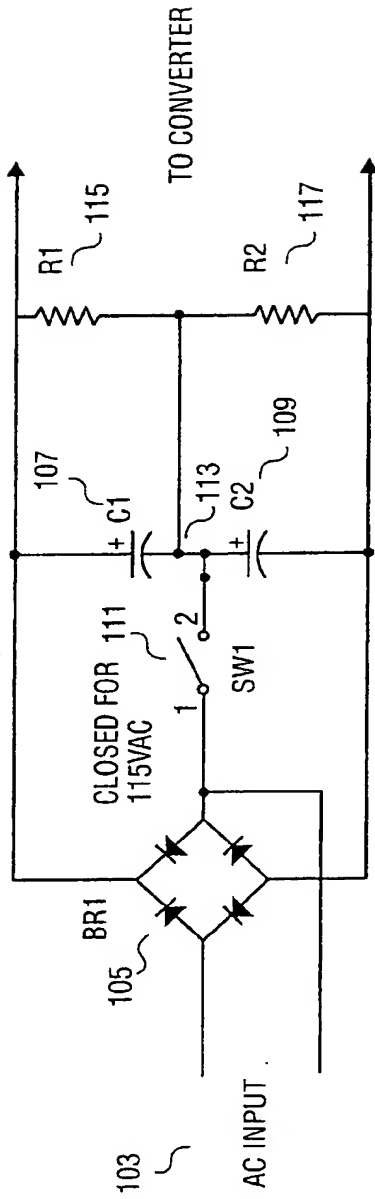 103
AC INPUT
105
BR1
CLOSED FOR
115VAC
111
1
2
SW1
107
+
C1
113
+
C2
109
R1
115
R2
117
TO CONVERTER